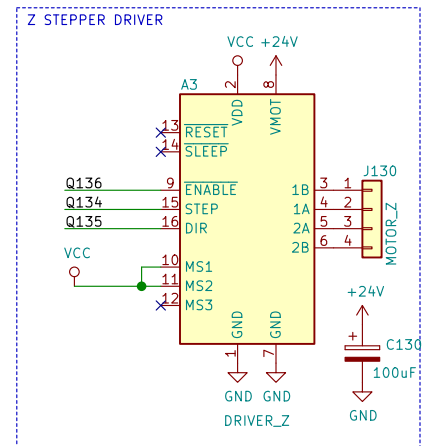 Z STEPPER DRIVER
VCC +24V
A3
2
8
VDD
VMOT
13 RESET
14 SLEEP
J130
Q136 9 ENABLE 1B 3 1
Q134 15 STEP 1A 4 2
Q135 16 DIR 2A 5 3
2B 6 4
MOTOR_Z
VCC
10 MS1
11 MS2
12 MS3
+24V
GND
GND
+
C130
100uF
1
7
GND GND
GND
DRIVER_Z